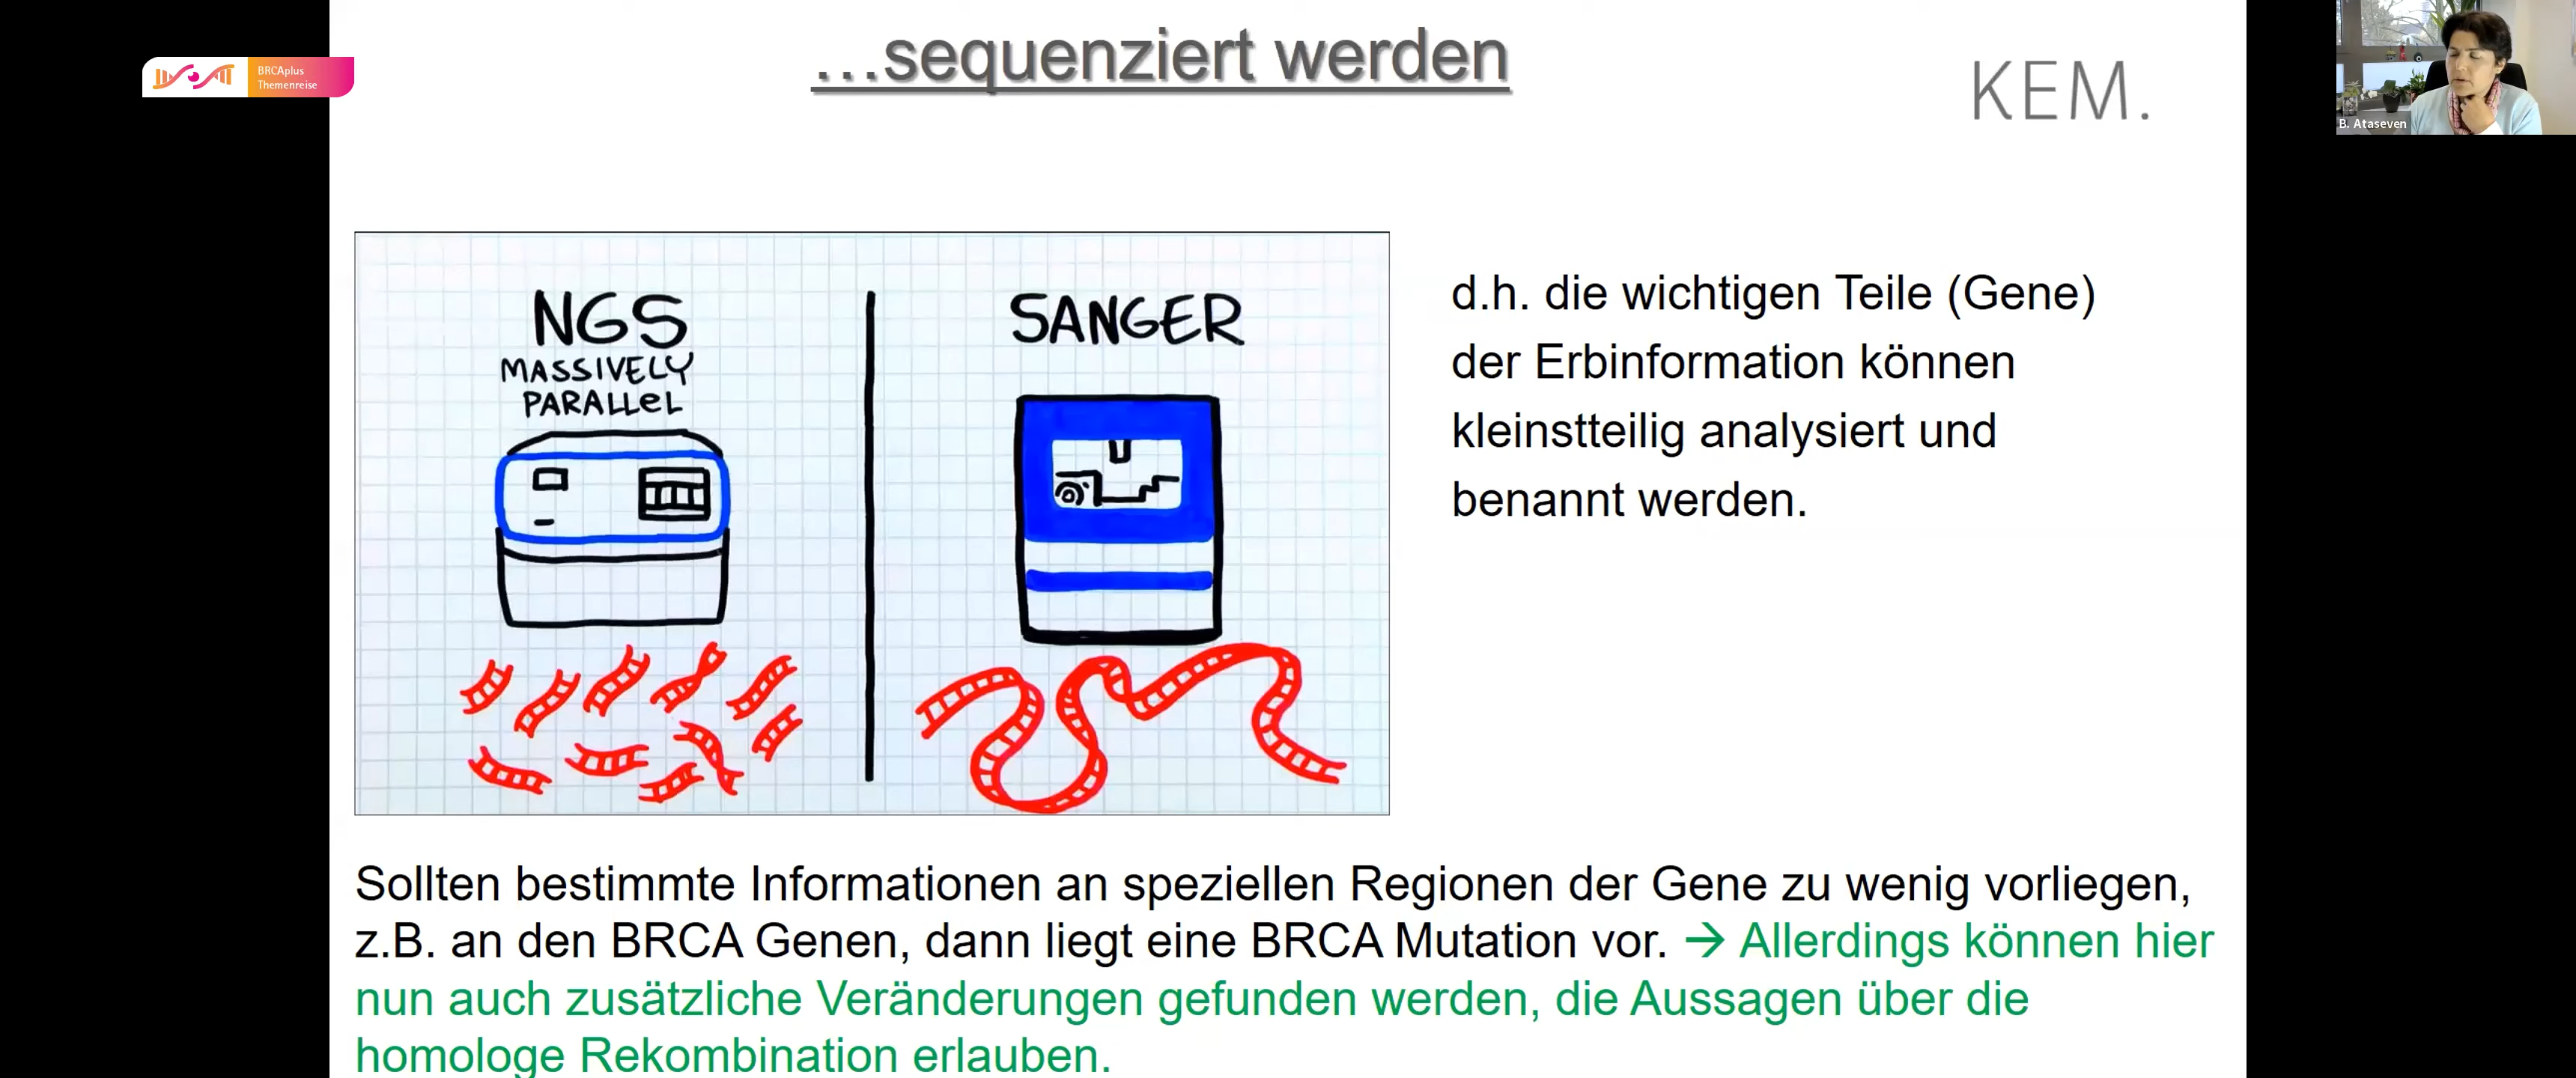 …sequenziert werden
BRCAplus
Themenreise
KEM.
B. Ataseven
NGS
MASSIVELY
PARALLeL
SANGER
d.h. die wichtigen Teile (Gene)
der Erbinformation können
kleinstteilig analysiert und
benannt werden.
Sollten bestimmte Informationen an speziellen Regionen der Gene zu wenig vorliegen,
z.B. an den BRCA Genen, dann liegt eine BRCA Mutation vor. → Allerdings können hier
nun auch zusätzliche Veränderungen gefunden werden, die Aussagen über die
homologe Rekombination erlauben.